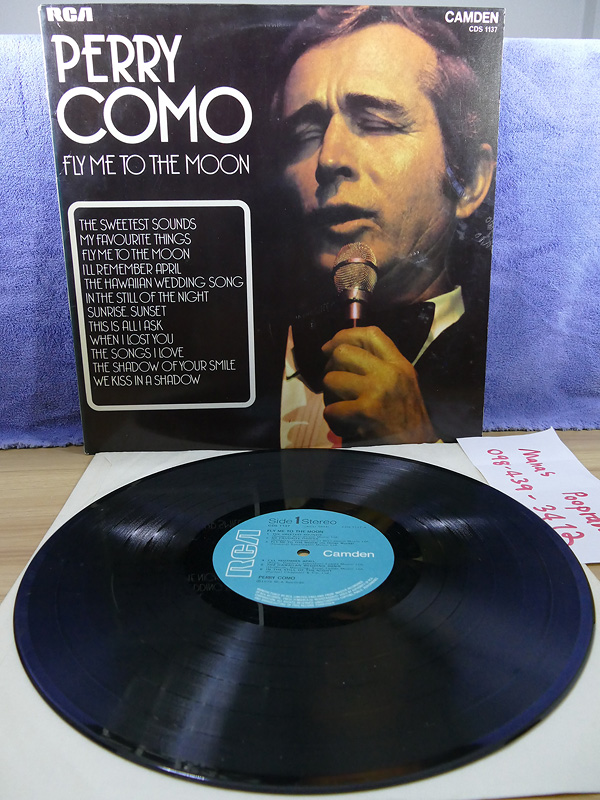 RCA
CAMDEN
CDS 1137
PERRY
COMO
FLY ME TO THE MOON
THE SWEETEST SOUNDS
MY FAVOURITE THINGS
FLY ME TO THE MOON
I'LL REMEMBER APRIL
THE HAWAIIAN WEDDING SONG
IN THE STILL OF THE NIGHT
SUNRISE, SUNSET
THIS IS ALL I ASK
WHEN I LOST YOU
THE SONGS I LOVE
THE SHADOW OF YOUR SMILE
WE KISS IN A SHADOW
Manas
098-439-3472
Side 1 Stereo
FLY ME TO THE MOON
RCA
Camden
PERRY COMO